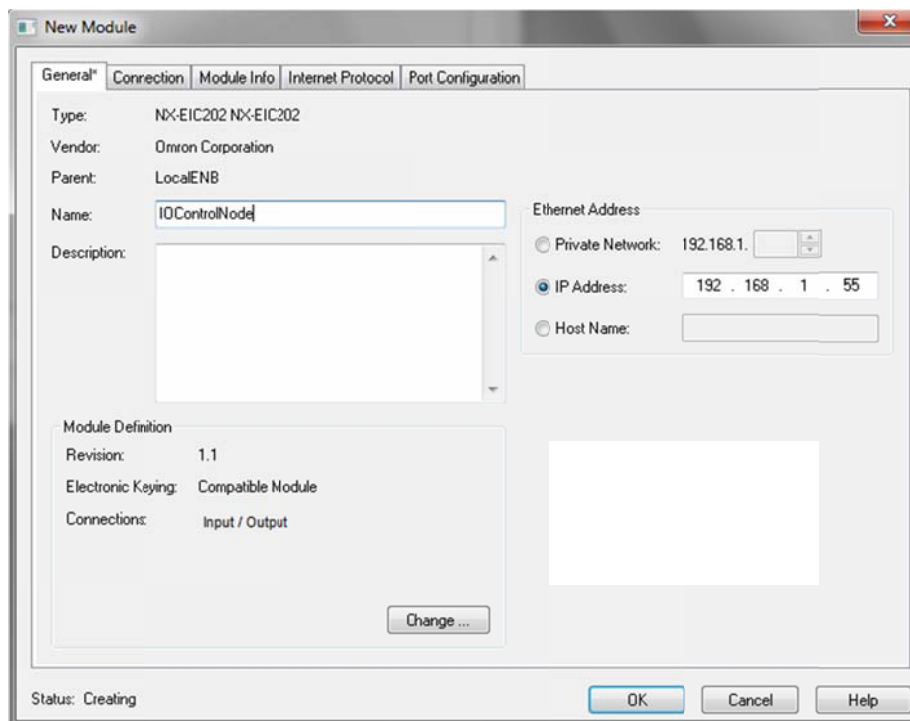 New Module
General* Connection Module Info Internet Protocol Port Configuration
Type: NX-EIC202 NX-EIC202
Vendor: Omron Corporation
Parent: LocalENB
Name: IOControlNode
Description:
Ethernet Address
Private Network: 192.168.1.
IP Address: 192 . 168 . 1 . 55
Host Name:
Module Definition
Revision: 1.1
Electronic Keying: Compatible Module
Connections: Input / Output
Change ...
Status: Creating
OK Cancel Help